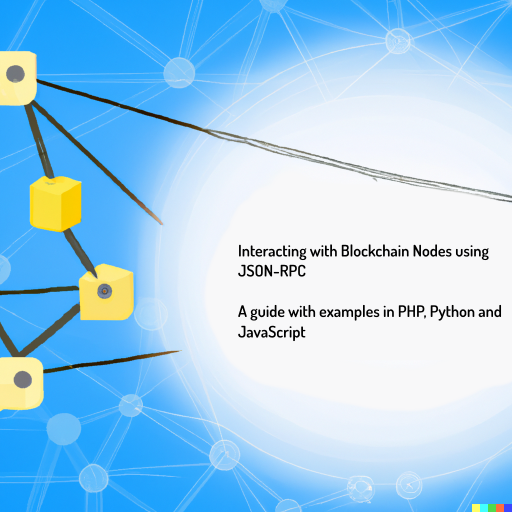 Interacting with Blockchain Nodes using
JSON-RPC
A guide with examples in PHP, Python and
JavaScript